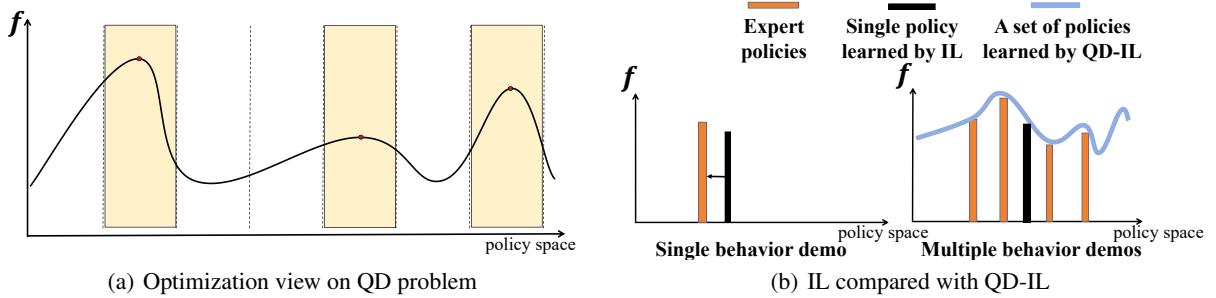 f
policy space
(a) Optimization view on QD problem
Expert
policies
Single policy
learned by IL
A set of policies
learned by QD-IL
f
policy space
Single behavior demo
f
policy space
Multiple behavior demos
(b) IL compared with QD-IL